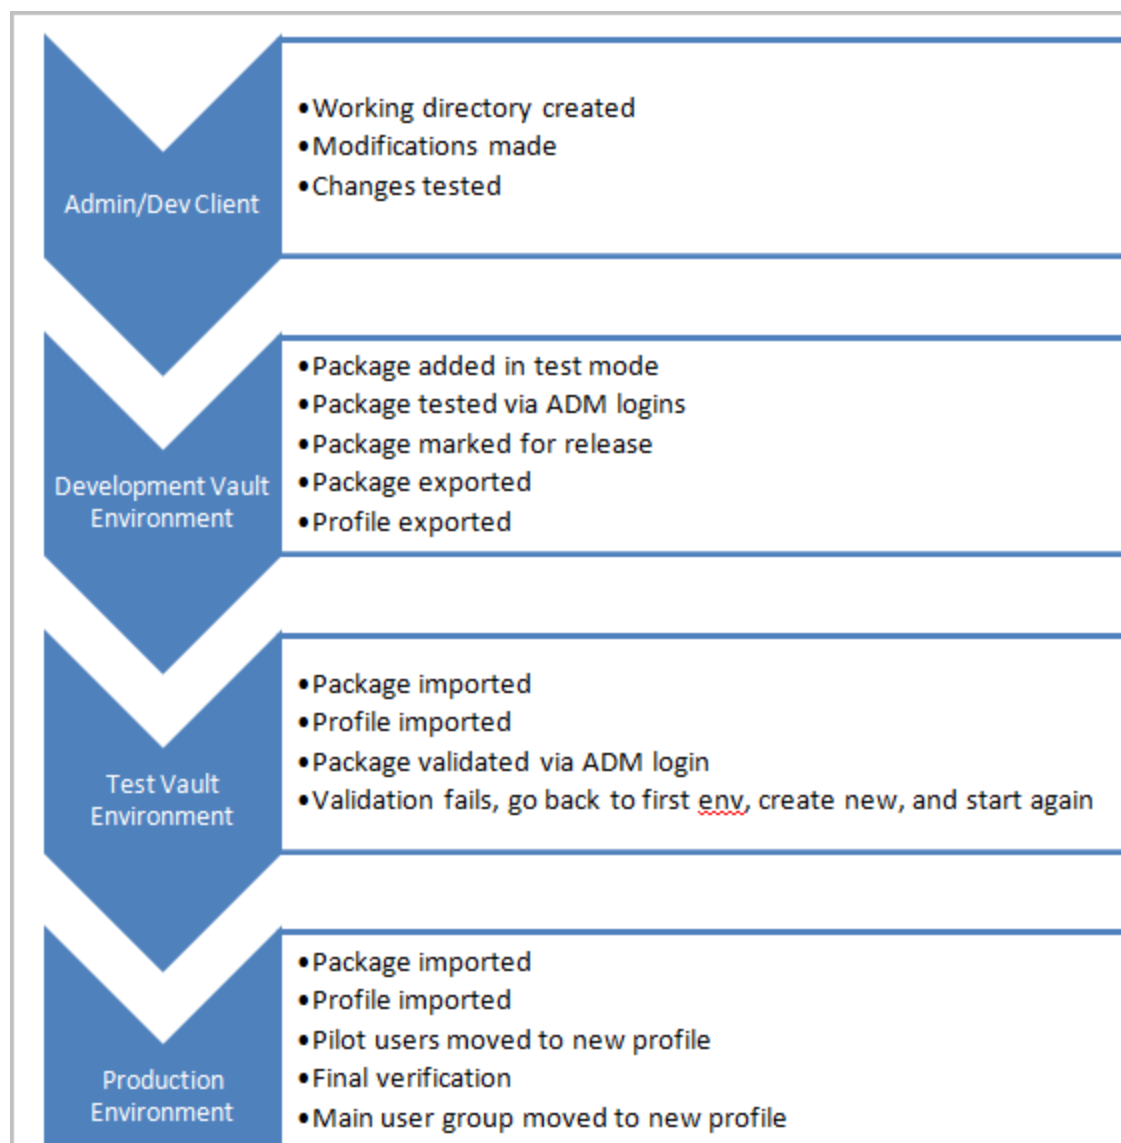 Admin/Dev Client
•Working directory created
•Modifications made
•Changes tested
Development Vault
Environment
•Package added in test mode
•Package tested via ADM logins
•Package marked for release
•Package exported
•Profile exported
Test Vault
Environment
•Package imported
•Profile imported
•Package validated via ADM login
•Validation fails, go back to first env, create new, and start again
Production
Environment
•Package imported
•Profile imported
•Pilot users moved to new profile
•Final verification
•Main user group moved to new profile